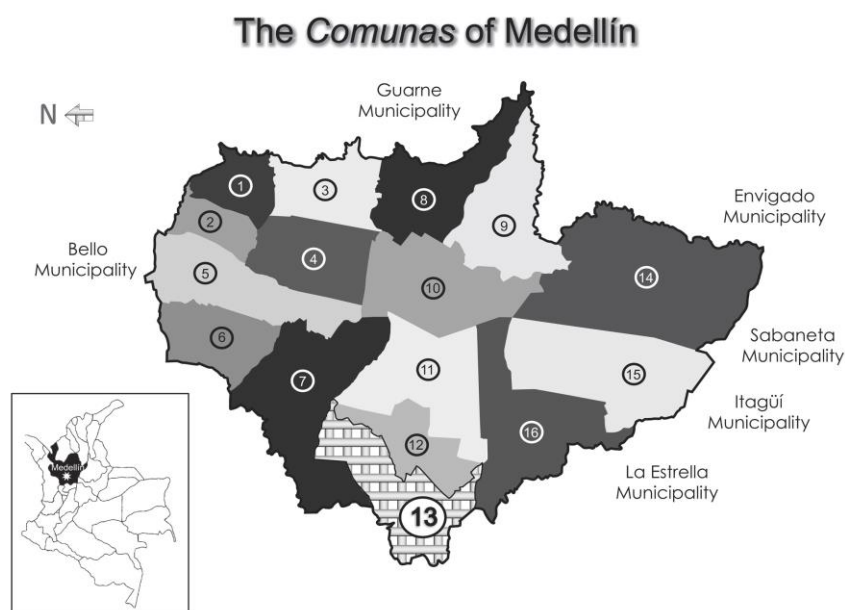 The Comunas of Medellín
Guarne
Municipality
N
1
3
8
2
9
Envigado
Municipality
Bello
Municipality
4
5
10
14
6
Sabaneta
Municipality
7
11
15
Itagüí
Municipality
12
16
La Estrella
Municipality
13
Medellín